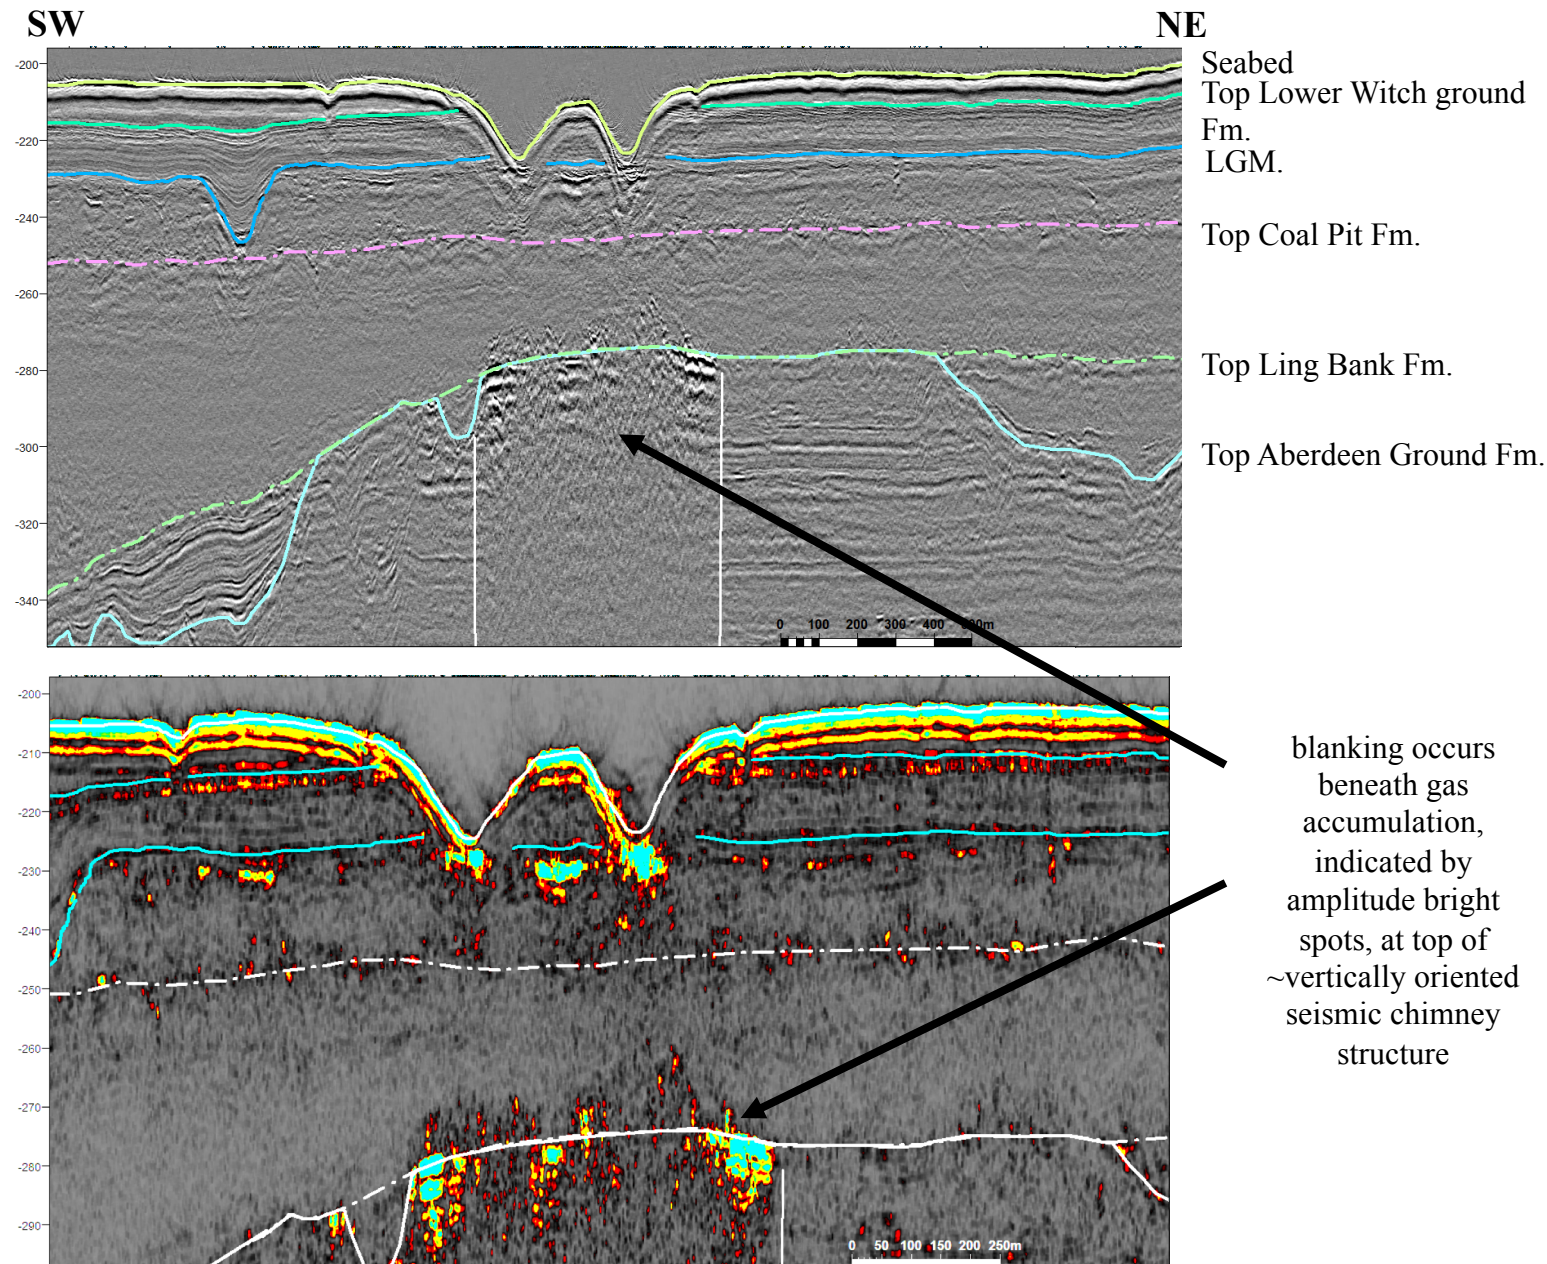 SW
NE
-200
-220
-240
-260
-280
-300
-320
-340
Seabed
Top Lower Witch ground
Fm.
LGM.
Top Coal Pit Fm.
Top Ling Bank Fm.
Top Aberdeen Ground Fm.
0 100 200 300 400 500m
-200
-210
-220
-230
-240
-250
-260
-270
-280
-290
blanking occurs
beneath gas
accumulation,
indicated by
amplitude bright
spots, at top of
~vertically oriented
seismic chimney
structure
0 50 100 150 200 250m